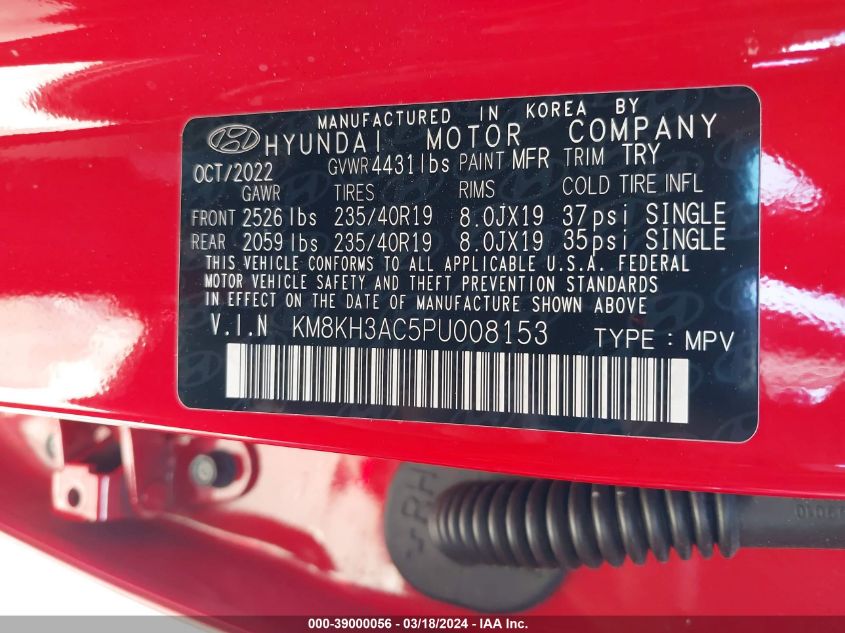 MANUFACTURED IN KOREA BY
HYUNDAI MOTOR COMPANY
OCT/2022 GVWR 4431lbs PAINT MFR TRIM TRY
GAWR TIRES RIMS COLD TIRE INFL
FRONT 2526 lbs 235/40R19 8.0JX19 37psi SINGLE
REAR 2059 lbs 235/40R19 8.0JX19 35psi SINGLE
THIS VEHICLE CONFORMS TO ALL APPLICABLE U.S.A. FEDERAL
MOTOR VEHICLE SAFETY AND THEFT PREVENTION STANDARDS
IN EFFECT ON THE DATE OF MANUFACTURE SHOWN ABOVE
V.I.N KM8KH3AC5PU008153 TYPE : MPV
RH
000-39000056 - 03/18/2024 - IAA Inc.